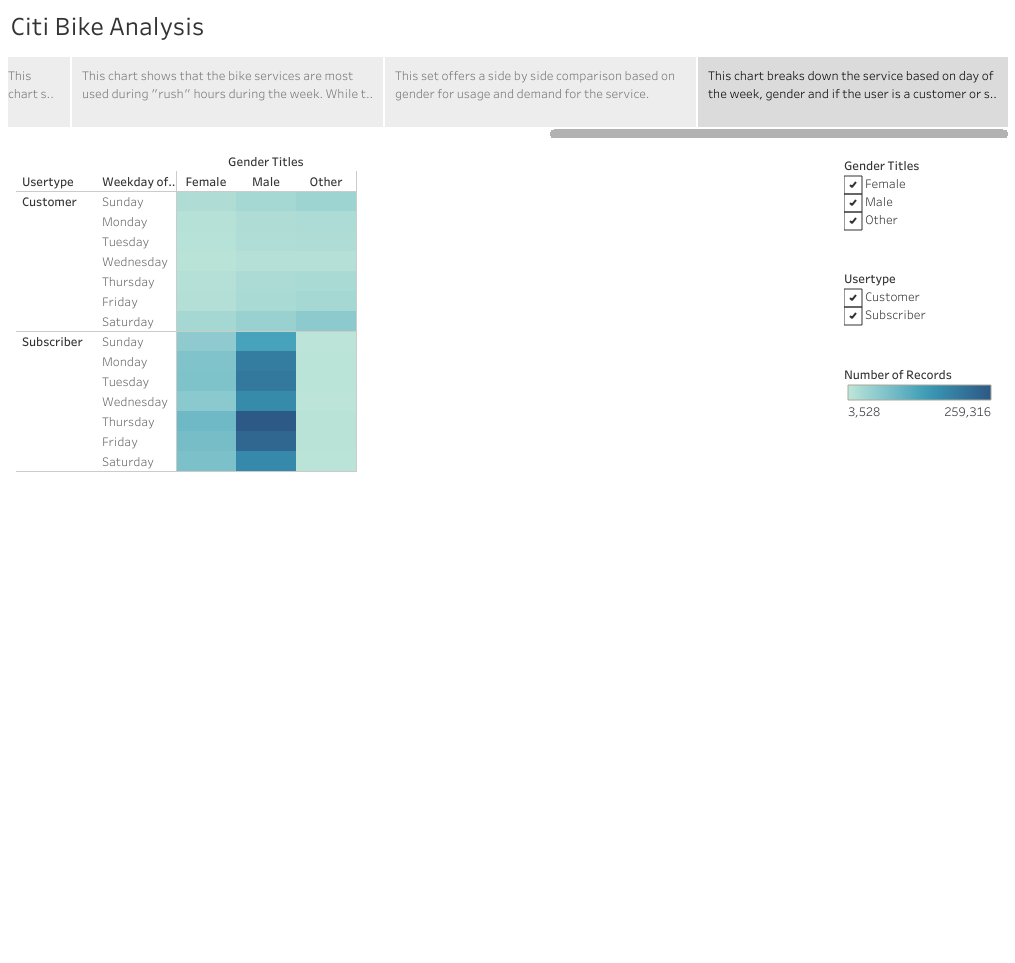 Citi Bike Analysis
This
chart s..
This chart shows that the bike services are most
used during "rush" hours during the week. While t..
This set offers a side by side comparison based on
gender for usage and demand for the service.
This chart breaks down the service based on day of
the week, gender and if the user is a customer or s..
Gender Titles
Usertype Weekday of.. Female Male Other
Customer Sunday
Monday
Tuesday
Wednesday
Thursday
Friday
Saturday
Subscriber Sunday
Monday
Tuesday
Wednesday
Thursday
Friday
Saturday
Gender Titles
Female
Male
Other
Usertype
Customer
Subscriber
Number of Records
3,528 259,316